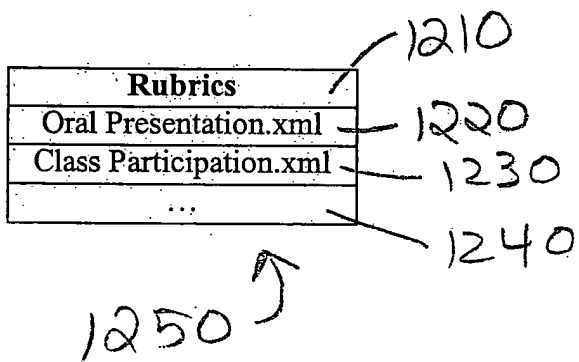 1210
Rubrics
Oral Presentation.xml
1220
Class Participation.xml
1230
...
1240
1250